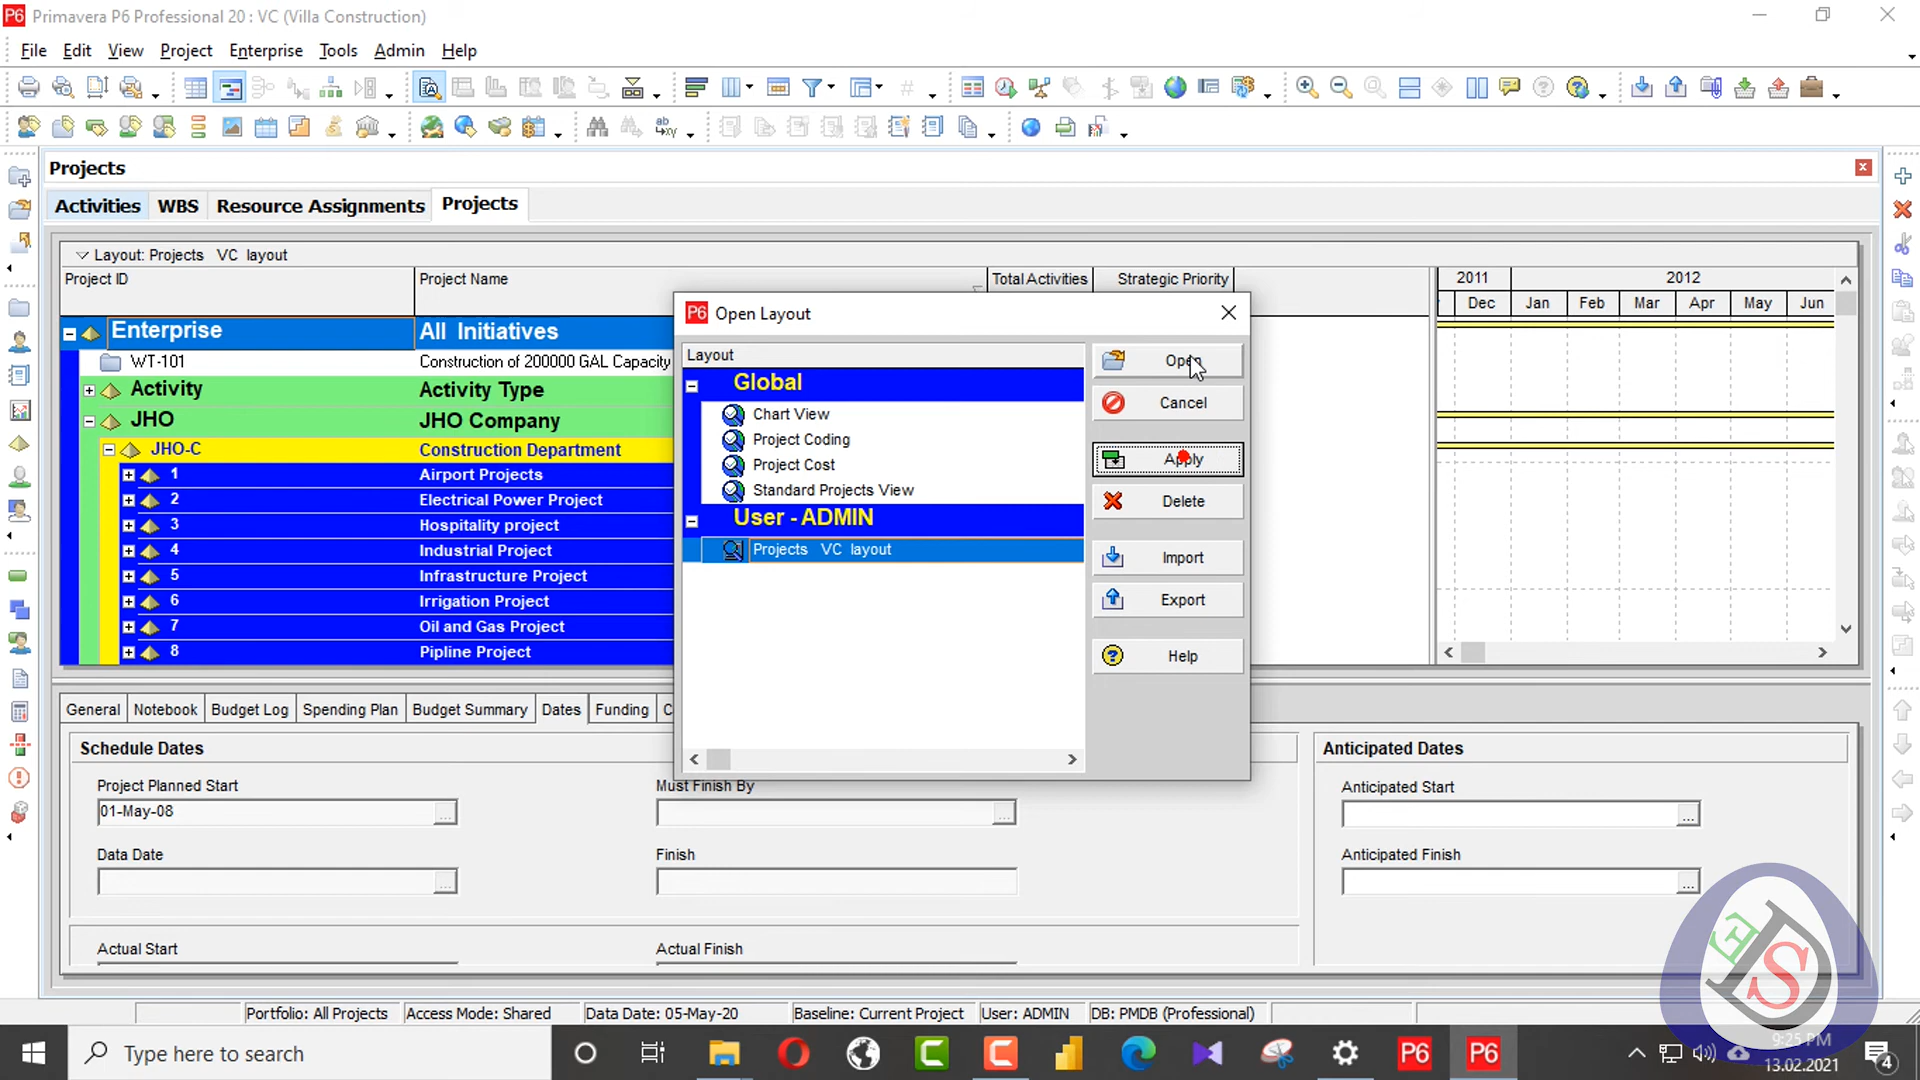 Primavera P6 Professional 20 : VC (Villa Construction)
File Edit View Project Enterprise Tools Admin Help
Projects
Activities WBS Resource Assignments Projects
Layout: Projects VC layout
Project ID Project Name Total Activities Strategic Priority
2011 2012
Dec Jan Feb Mar Apr May Jun
Enterprise All Initiatives
WT-101 Construction of 200000 GAL Capacity
Activity Activity Type
JHO JHO Company
JHO-C Construction Department
1 Airport Projects
2 Electrical Power Project
3 Hospitality project
4 Industrial Project
5 Infrastructure Project
6 Irrigation Project
7 Oil and Gas Project
8 Pipline Project
P6 Open Layout
Layout
Global
Chart View
Project Coding
Project Cost
Standard Projects View
User - ADMIN
Projects VC layout
Open
Cancel
Apply
Delete
Import
Export
Help
General Notebook Budget Log Spending Plan Budget Summary Dates Funding
Schedule Dates
Project Planned Start
01-May-08
Must Finish By
Data Date
Finish
Actual Start
Actual Finish
Anticipated Dates
Anticipated Start
Anticipated Finish
EDS
Portfolio: All Projects Access Mode: Shared Data Date: 05-May-20 Baseline: Current Project User: ADMIN DB: PMDB (Professional)
Type here to search
P6 P6
9:25 PM
13.02.2021
4